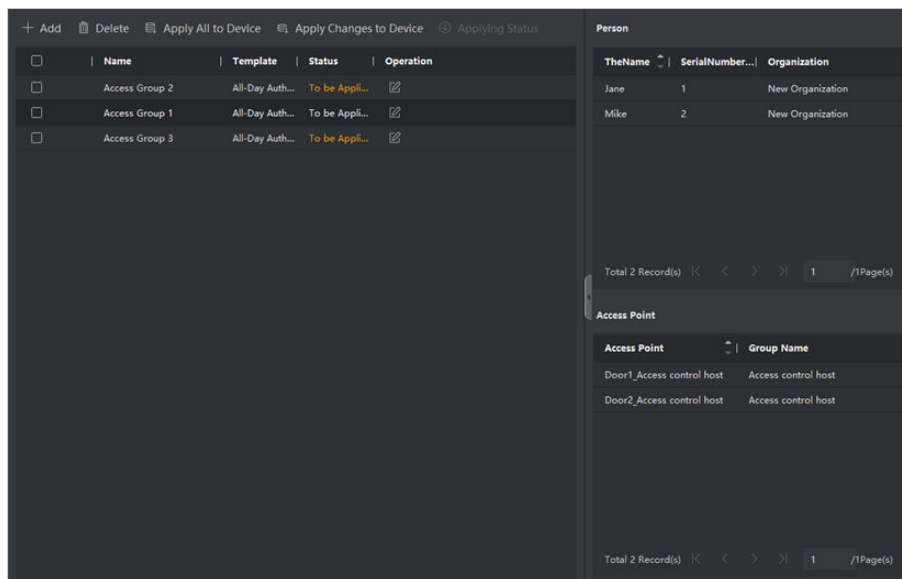 Add Delete Apply All to Device Apply Changes to Device Applying Status
Name Template Status Operation
Access Group 2 All-Day Auth... To be Appli...
Access Group 1 All-Day Auth... To be Appli...
Access Group 3 All-Day Auth... To be Appli...
Person
TheName SerialNumber... Organization
Jane 1 New Organization
Mike 2 New Organization
Total 2 Record(s) 1 /1Page(s)
Access Point
Access Point Group Name
Door1_Access control host Access control host
Door2_Access control host Access control host
Total 2 Record(s) 1 /1Page(s)